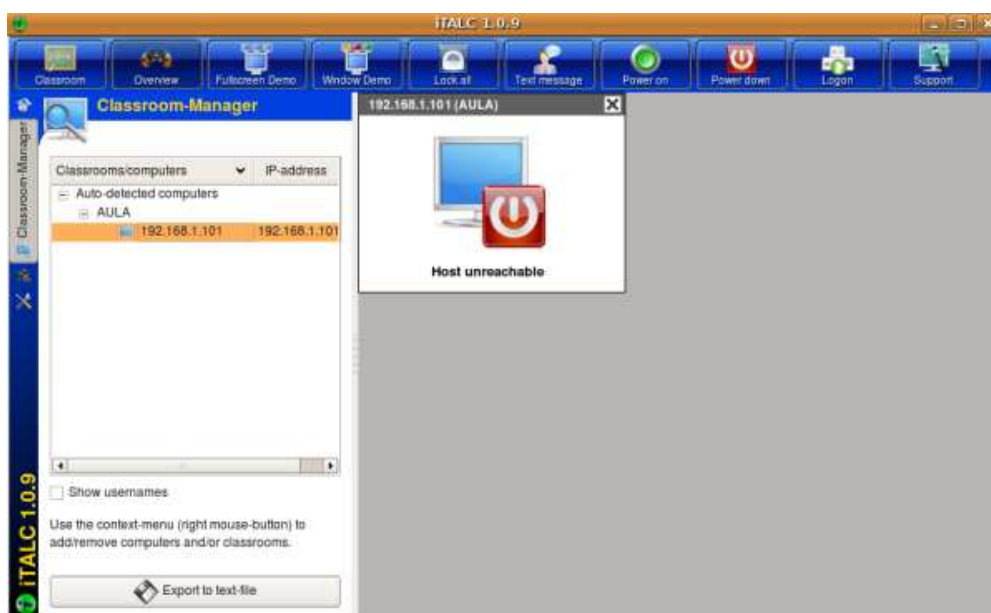 iTALC 1.0.9
Classroom
Overview
Fullscreen Demo
Window Demo
Lock all
Text message
Power on
Power down
Logon
Support
Classroom-Manager
Classroom-Manager
192.168.1.101 (AULA)
Classrooms/computers
IP-address
Auto-detected computers
AULA
192.168.1.101
192.168.1.101
Host unreachable
Show usernames
Use the context-menu (right mouse-button) to
add/remove computers and/or classrooms.
Export to text-file
iTALC 1.0.9